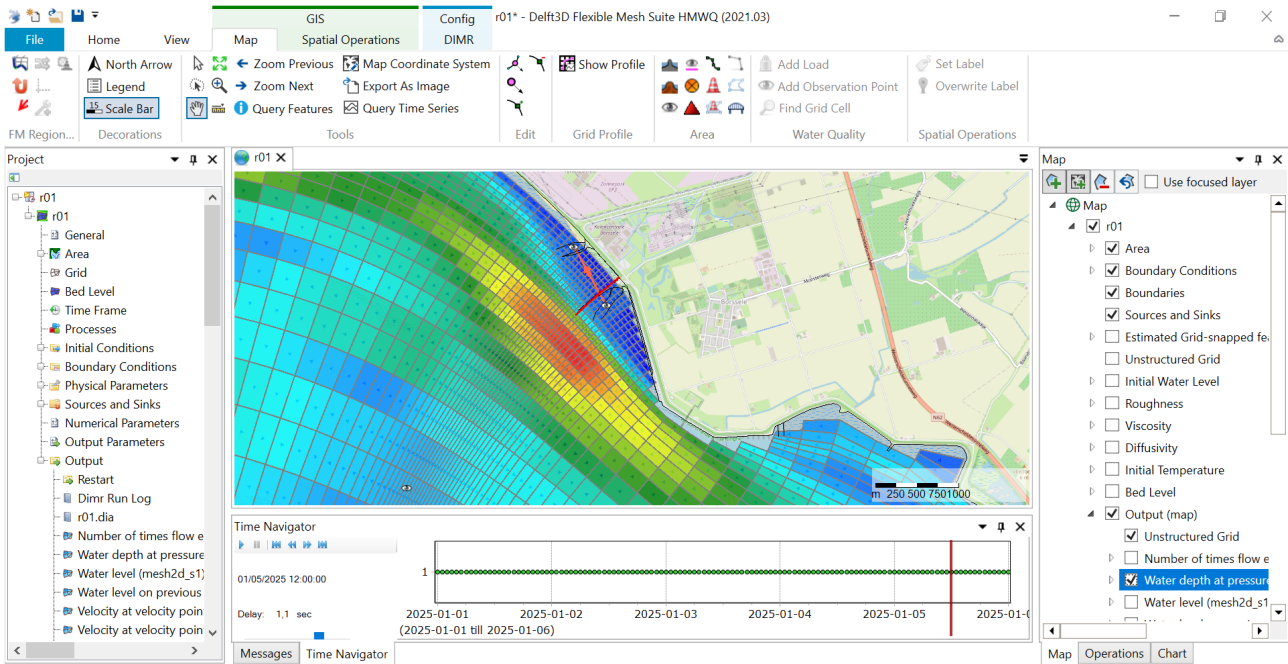 GIS Config r01* - Delft3D Flexible Mesh Suite HMWQ (2021.03)
File Home View Map Spatial Operations DIMR
North Arrow Zoom Previous Map Coordinate System Show Profile Add Load Set Label
Legend Zoom Next Export As Image Add Observation Point Overwrite Label
15 Scale Bar Query Features Query Time Series Find Grid Cell
FM Region... Decorations Tools Edit Grid Profile Area Water Quality Spatial Operations
Project
r01
r01
General
Area
Grid
Bed Level
Time Frame
Processes
Initial Conditions
Boundary Conditions
Physical Parameters
Sources and Sinks
Numerical Parameters
Output Parameters
Output
Restart
Dimr Run Log
r01.dia
Number of times flow e
Water depth at pressure
Water level (mesh2d_s1)
Water level on previous
Velocity at velocity poin
Velocity at velocity poin
r01
Borssele
N62
m 250 500 7501000
Time Navigator
01/05/2025 12:00:00
Delay: 1,1 sec
1
2025-01-01 2025-01-02 2025-01-03 2025-01-04 2025-01-05 2025-01-0
(2025-01-01 till 2025-01-06)
Messages Time Navigator
Map
Use focused layer
Map
r01
Area
Boundary Conditions
Boundaries
Sources and Sinks
Estimated Grid-snapped fe
Unstructured Grid
Initial Water Level
Roughness
Viscosity
Diffusivity
Initial Temperature
Bed Level
Output (map)
Unstructured Grid
Number of times flow e
Water depth at pressure
Water level (mesh2d_s1
Map Operations Chart